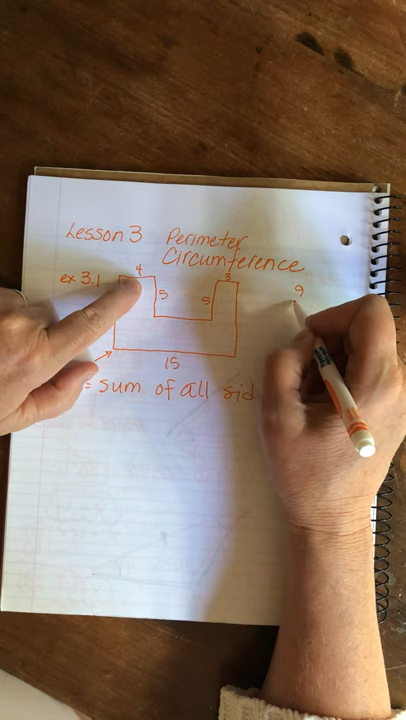 Lesson 3 Perimeter
Circumference
ex 3.1
4
3
9
5
5
15
= sum of all sid